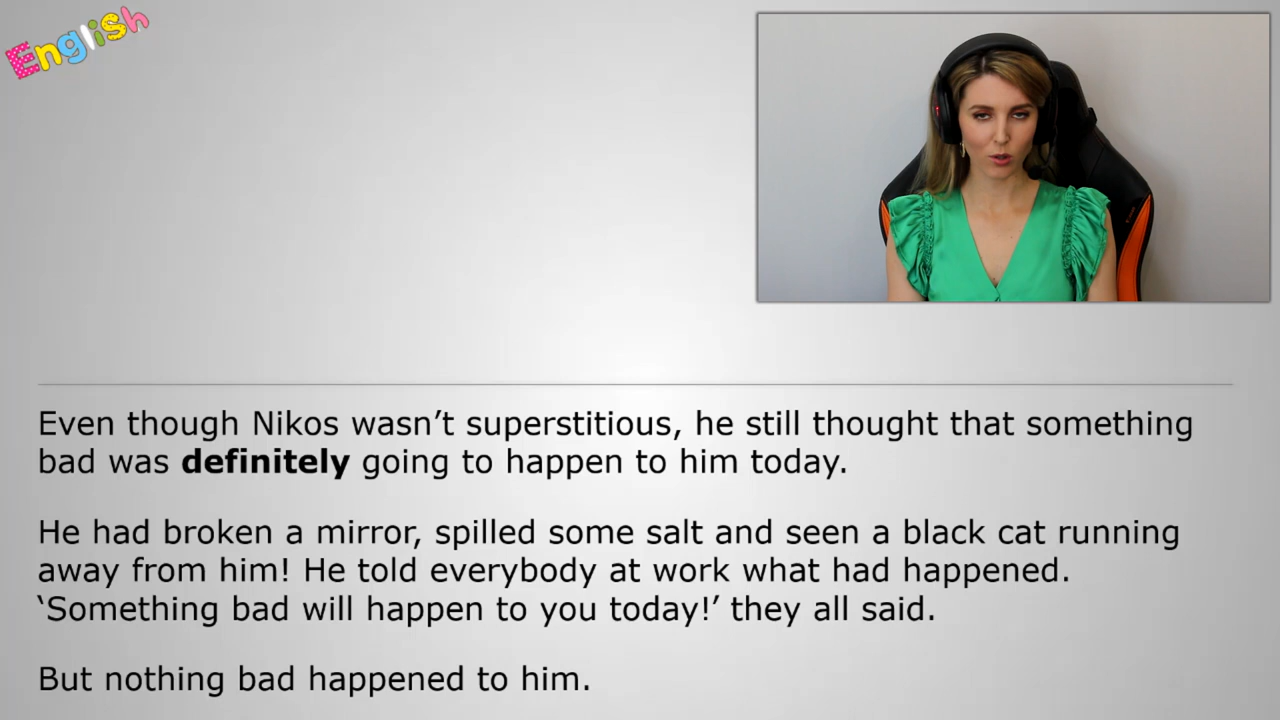 English
Even though Nikos wasn’t superstitious, he still thought that something
bad was definitely going to happen to him today.
He had broken a mirror, spilled some salt and seen a black cat running
away from him! He told everybody at work what had happened.
‘Something bad will happen to you today!’ they all said.
But nothing bad happened to him.